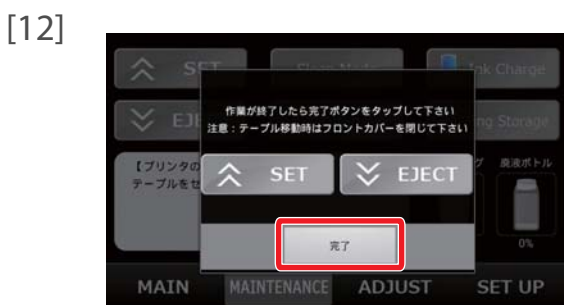 [12]
SET
Ink Charge
作業が終了したら完了ボタンをタップして下さい
注意：テーブル移動時はフロントカバーを閉じて下さい
EJE
ng Storage
【プリンタの
テーブルをセ
SET
EJECT
グ
廃液ボトル
完了
0%
MAIN
MAINTENANCE
ADJUST
SET UP